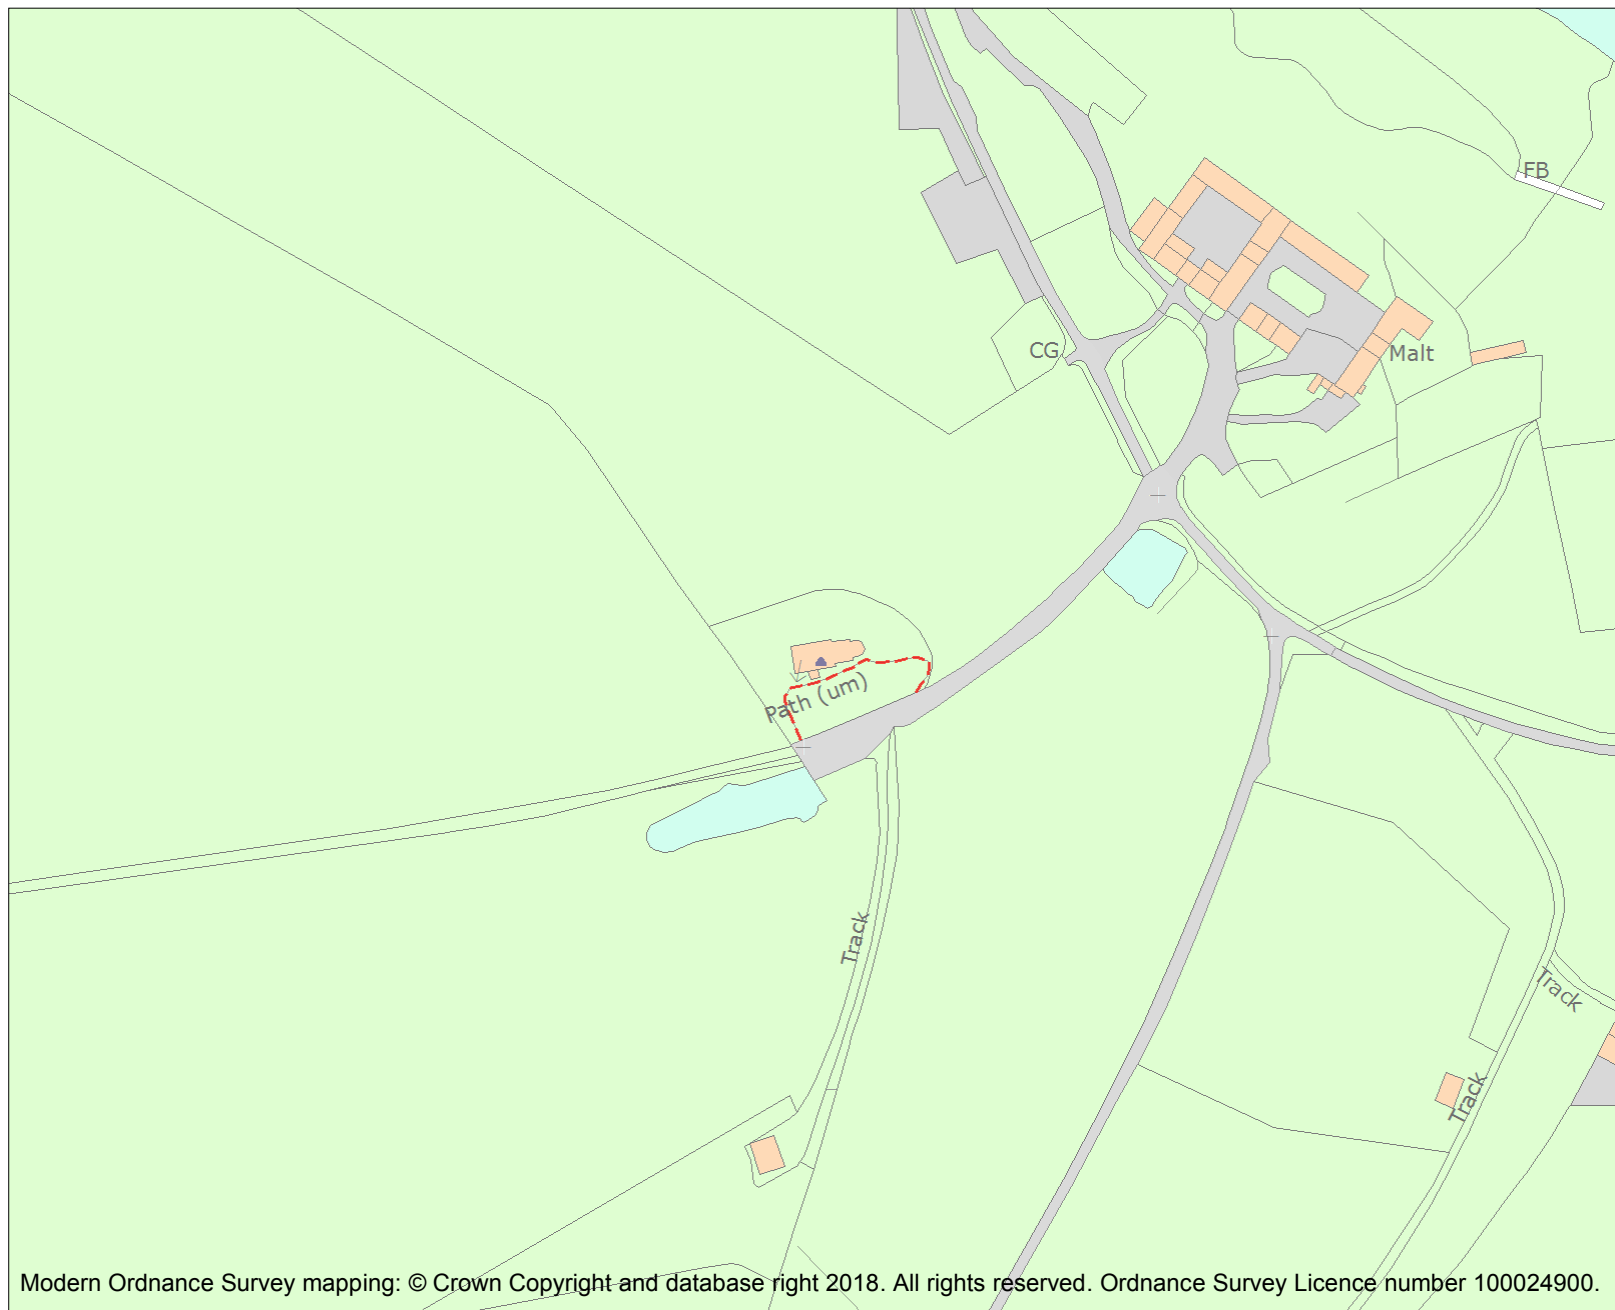 FB
CG
Malt
Path (um)
Track
Track
Track
Modern Ordnance Survey mapping: © Crown Copyright and database right 2018. All rights reserved. Ordnance Survey Licence number 100024900.